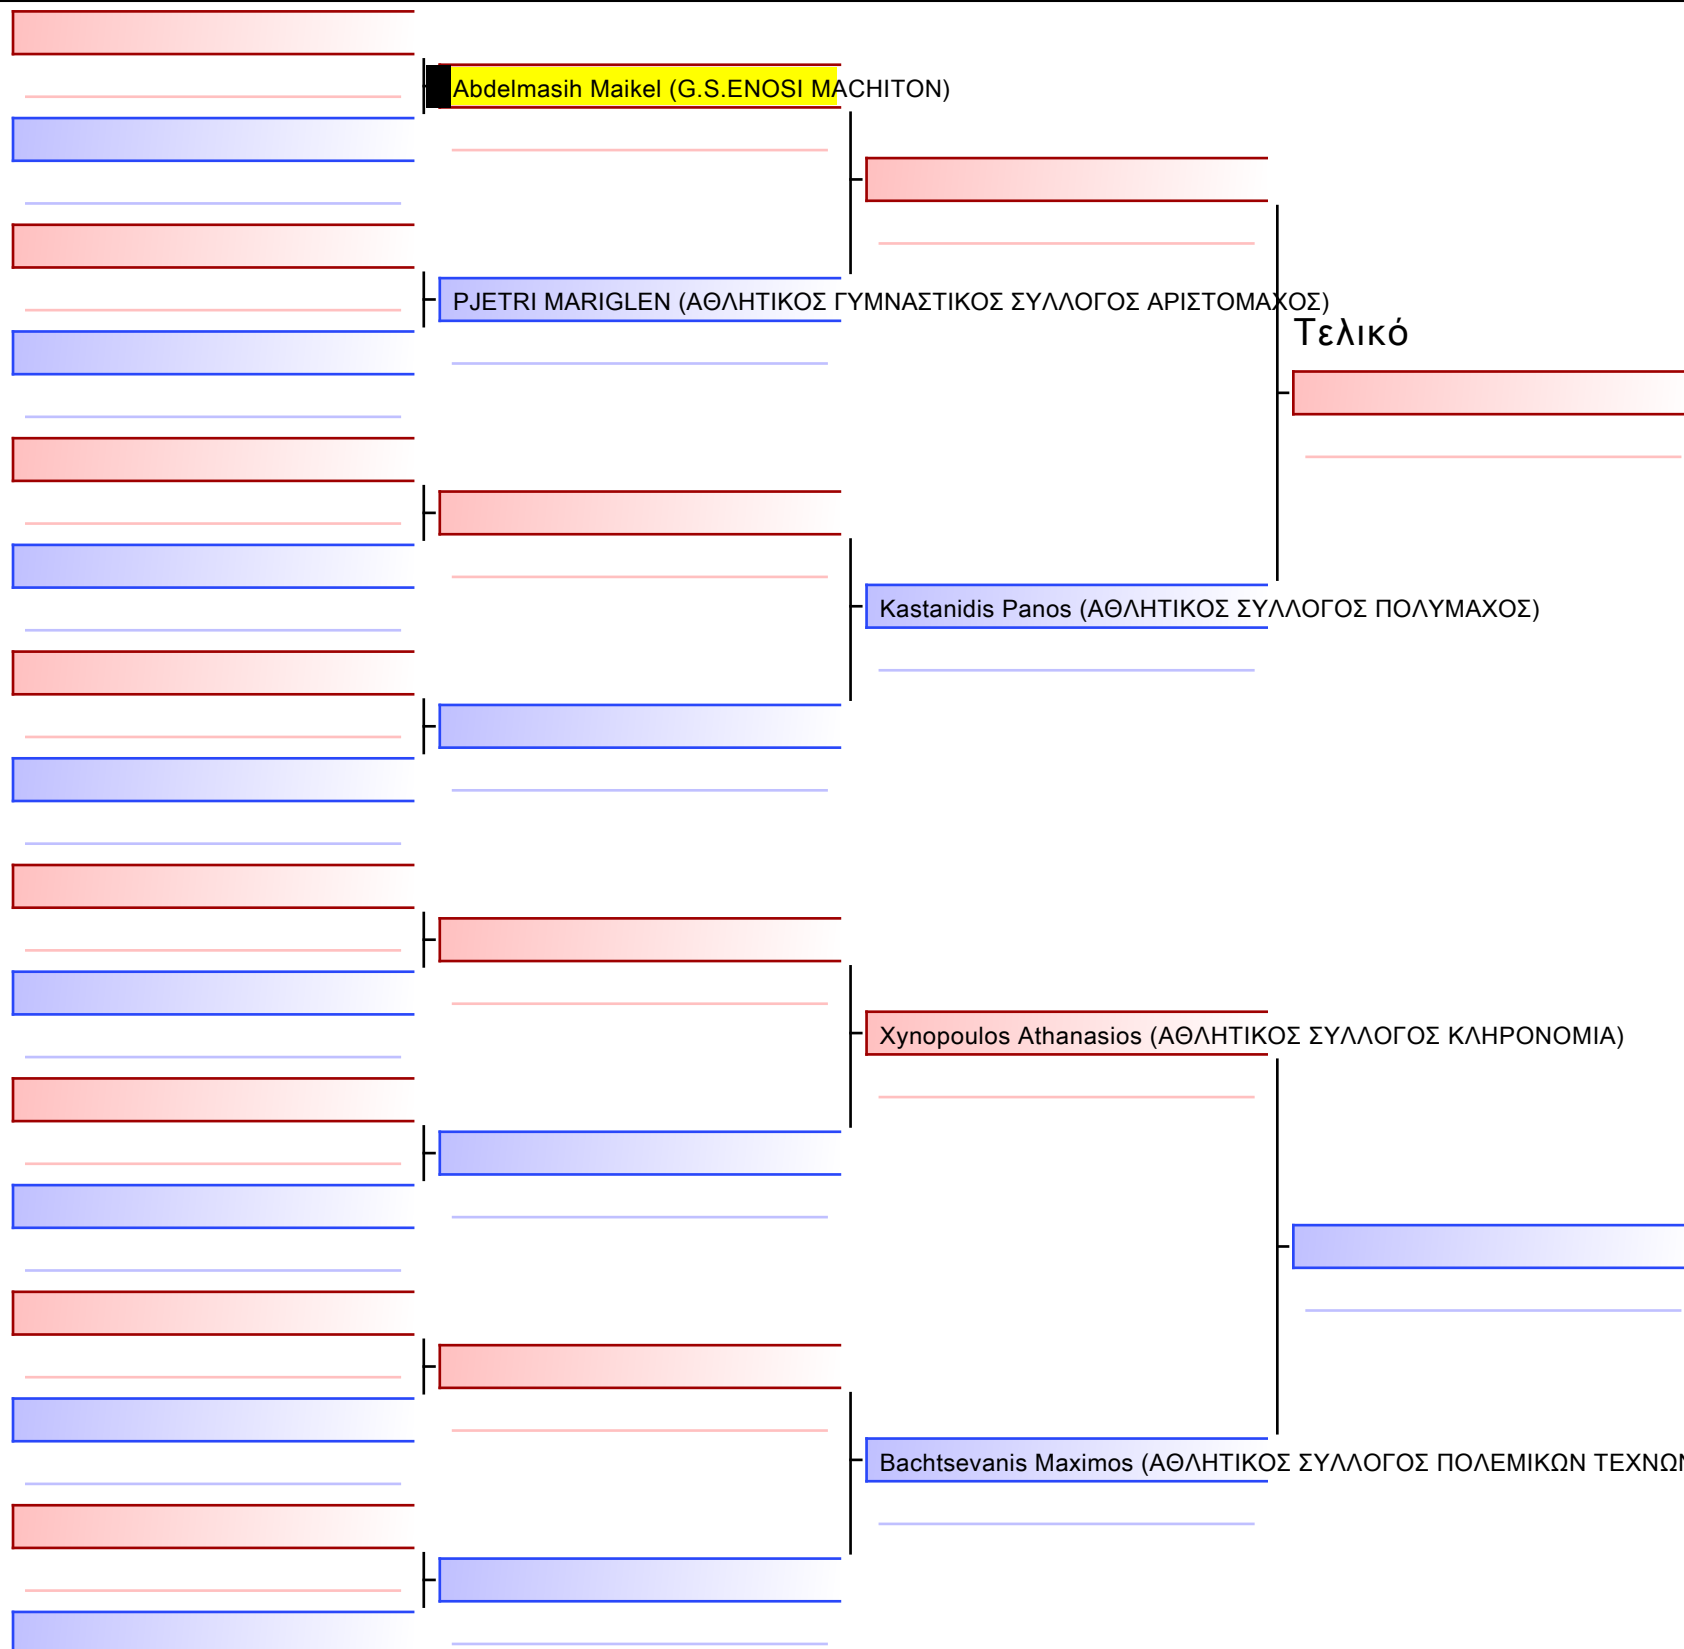 Abdelmasih Maikel (G.S.ENOSI MACHITON)
PJETRI MARIGLEN (ΑΘΛΗΤΙΚΟΣ ΓΥΜΝΑΣΤΙΚΟΣ ΣΥΛΛΟΓΟΣ ΑΡΙΣΤΟΜΑΧΟΣ)
Τελικό
Kastanidis Panos (ΑΘΛΗΤΙΚΟΣ ΣΥΛΛΟΓΟΣ ΠΟΛΥΜΑΧΟΣ)
Xynopoulos Athanasios (ΑΘΛΗΤΙΚΟΣ ΣΥΛΛΟΓΟΣ ΚΛΗΡΟΝΟΜΙΑ)
Bachtsevanis Maximos (ΑΘΛΗΤΙΚΟΣ ΣΥΛΛΟΓΟΣ ΠΟΛΕΜΙΚΩΝ ΤΕΧΝΩΝ